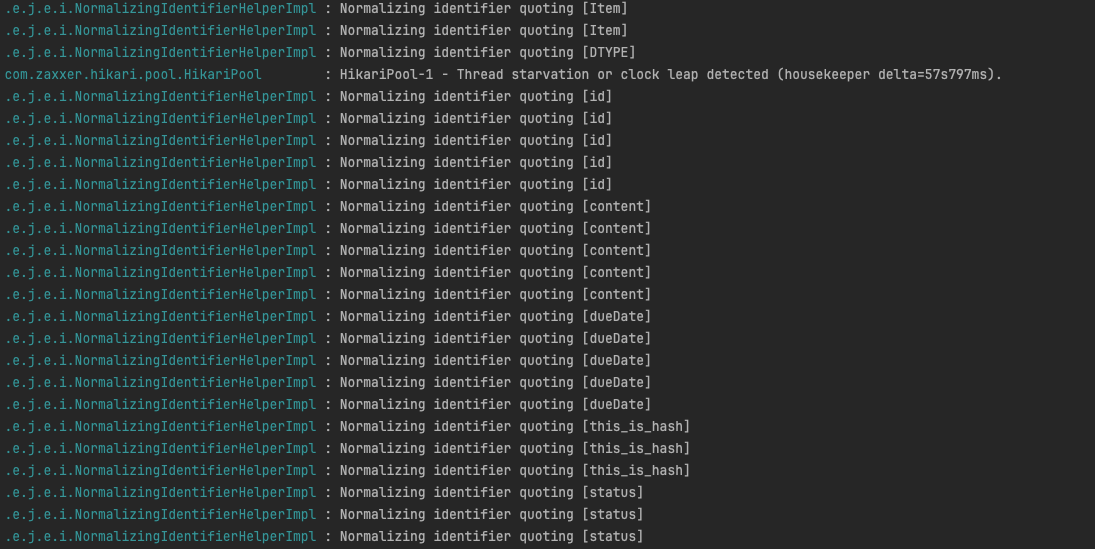 .e.j.e.i.NormalizingIdentifierHelperImpl : Normalizing identifier quoting [Item]
.e.j.e.i.NormalizingIdentifierHelperImpl : Normalizing identifier quoting [Item]
.e.j.e.i.NormalizingIdentifierHelperImpl : Normalizing identifier quoting [DTYPE]
com.zaxxer.hikari.pool.HikariPool : HikariPool-1 - Thread starvation or clock leap detected (housekeeper delta=57s797ms).
.e.j.e.i.NormalizingIdentifierHelperImpl : Normalizing identifier quoting [id]
.e.j.e.i.NormalizingIdentifierHelperImpl : Normalizing identifier quoting [id]
.e.j.e.i.NormalizingIdentifierHelperImpl : Normalizing identifier quoting [id]
.e.j.e.i.NormalizingIdentifierHelperImpl : Normalizing identifier quoting [id]
.e.j.e.i.NormalizingIdentifierHelperImpl : Normalizing identifier quoting [id]
.e.j.e.i.NormalizingIdentifierHelperImpl : Normalizing identifier quoting [content]
.e.j.e.i.NormalizingIdentifierHelperImpl : Normalizing identifier quoting [content]
.e.j.e.i.NormalizingIdentifierHelperImpl : Normalizing identifier quoting [content]
.e.j.e.i.NormalizingIdentifierHelperImpl : Normalizing identifier quoting [content]
.e.j.e.i.NormalizingIdentifierHelperImpl : Normalizing identifier quoting [content]
.e.j.e.i.NormalizingIdentifierHelperImpl : Normalizing identifier quoting [dueDate]
.e.j.e.i.NormalizingIdentifierHelperImpl : Normalizing identifier quoting [dueDate]
.e.j.e.i.NormalizingIdentifierHelperImpl : Normalizing identifier quoting [dueDate]
.e.j.e.i.NormalizingIdentifierHelperImpl : Normalizing identifier quoting [dueDate]
.e.j.e.i.NormalizingIdentifierHelperImpl : Normalizing identifier quoting [dueDate]
.e.j.e.i.NormalizingIdentifierHelperImpl : Normalizing identifier quoting [this_is_hash]
.e.j.e.i.NormalizingIdentifierHelperImpl : Normalizing identifier quoting [this_is_hash]
.e.j.e.i.NormalizingIdentifierHelperImpl : Normalizing identifier quoting [this_is_hash]
.e.j.e.i.NormalizingIdentifierHelperImpl : Normalizing identifier quoting [status]
.e.j.e.i.NormalizingIdentifierHelperImpl : Normalizing identifier quoting [status]
.e.j.e.i.NormalizingIdentifierHelperImpl : Normalizing identifier quoting [status]